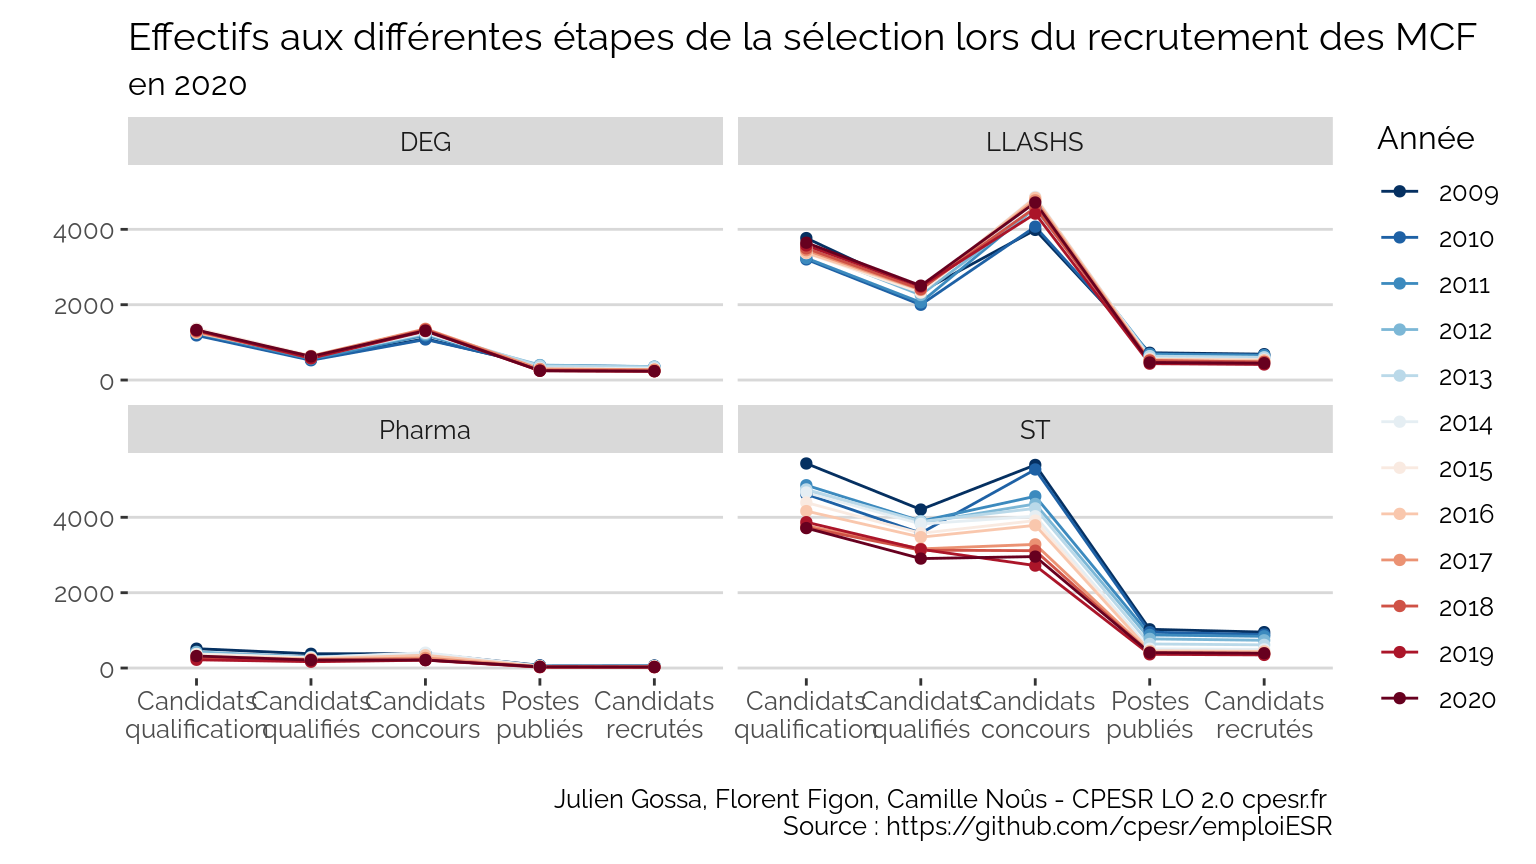 Effectifs aux différentes étapes de la sélection lors du recrutement des MCF
en 2020
DEG
LLASHS
Année
2009
2010
2011
2012
2013
2014
2015
2016
2017
2018
2019
2020
4000
2000
0
Pharma
ST
4000
2000
0
Candidats Candidats Candidats Postes Candidats
qualification qualifiés concours publiés recrutés
Candidats Candidats Candidats Postes Candidats
qualification qualifiés concours publiés recrutés
Julien Gossa, Florent Figon, Camille Noûs - CPESR LO 2.0 cpesr.fr
Source : https://github.com/cpesr/emploiESR